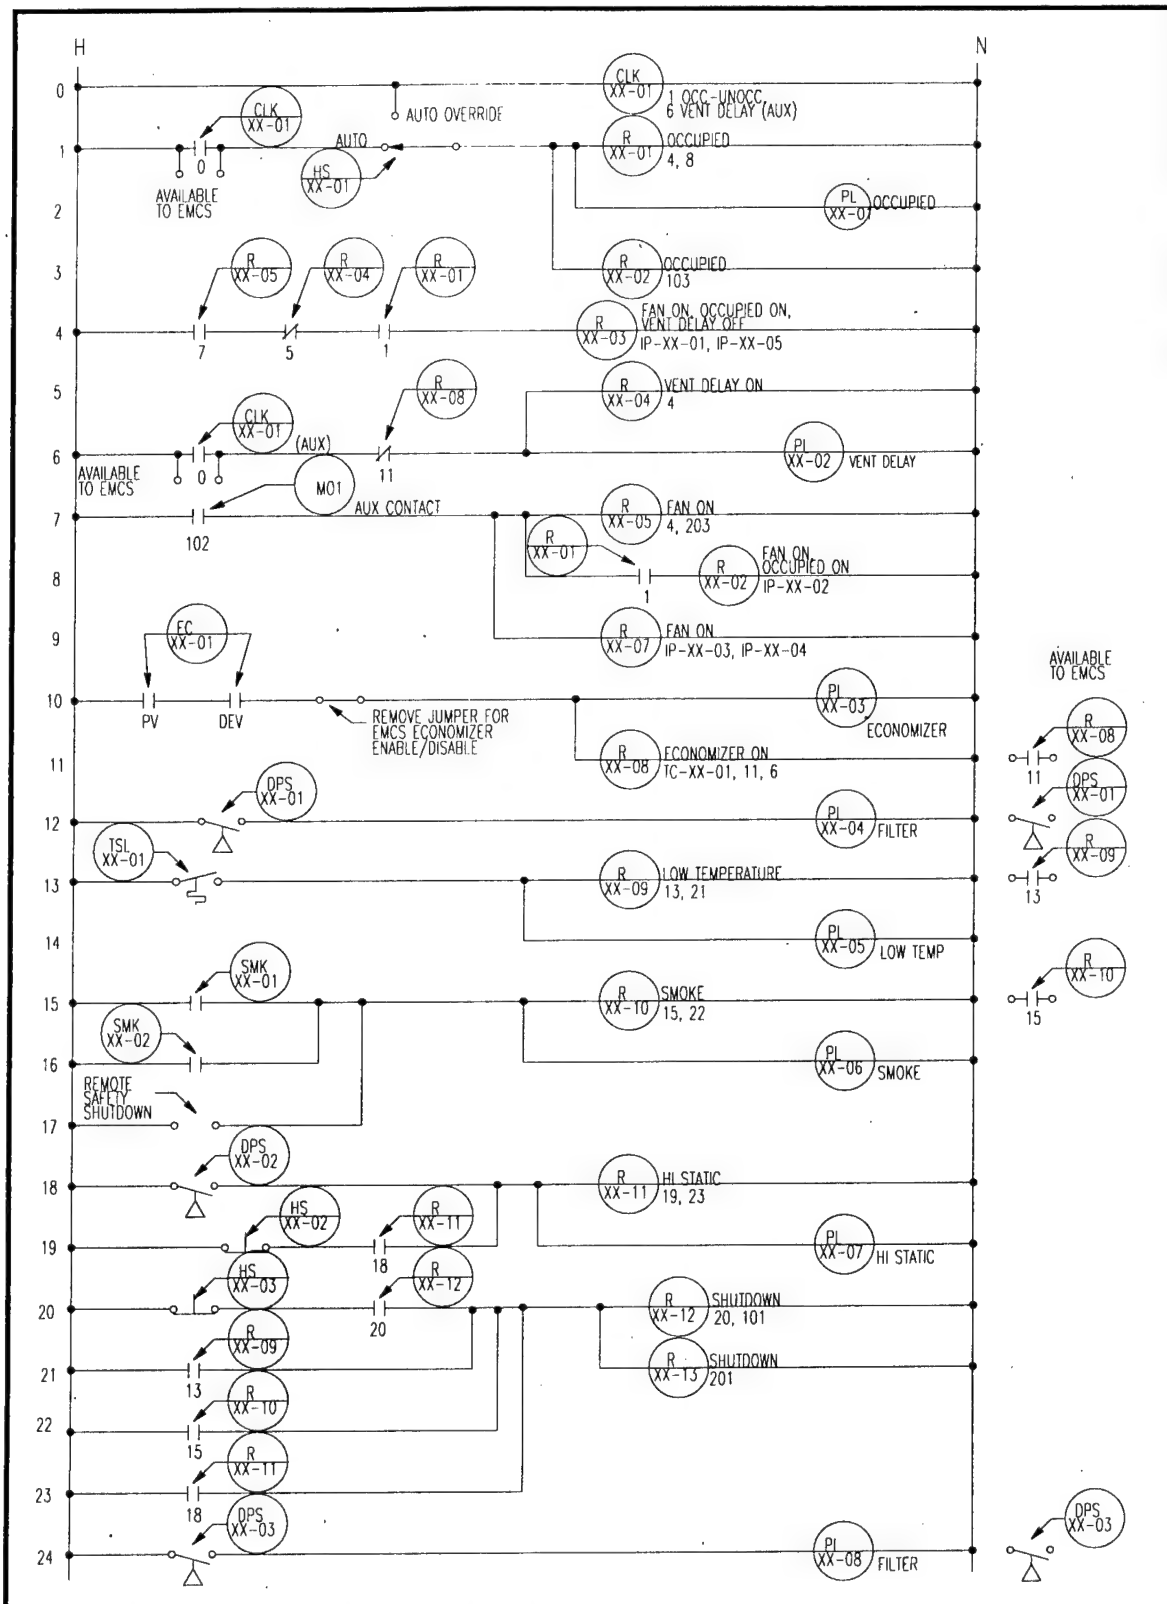 H
N
0
CLK
XX-01
1 OCC-UNOCC,
6 VENT DELAY (AUX)
AUTO OVERRIDE
CLK
XX-01
1
0
AUTO
HS
XX-01
R
XX-01
OCCUPIED
4, 8
AVAILABLE
TO EMCS
2
PL
XX-01
OCCUPIED
3
R
XX-05
R
XX-04
R
XX-01
R
XX-02
OCCUPIED
103
4
7
5
1
R
XX-03
FAN ON, OCCUPIED ON,
VENT DELAY OFF
IP-XX-01, IP-XX-05
5
R
XX-08
R
XX-04
VENT DELAY ON
4
CLK
XX-01
(AUX)
6
0
11
PL
XX-02
VENT DELAY
AVAILABLE
TO EMCS
M01
AUX CONTACT
7
102
R
XX-05
FAN ON
4, 203
R
XX-01
8
1
R
XX-02
FAN ON,
OCCUPIED ON
IP-XX-02
9
EC
XX-01
R
XX-07
FAN ON
IP-XX-03, IP-XX-04
AVAILABLE
TO EMCS
10
PV
DEV
REMOVE JUMPER FOR
EMCS ECONOMIZER
ENABLE/DISABLE
PL
XX-03
ECONOMIZER
R
XX-08
11
R
XX-08
ECONOMIZER ON
TC-XX-01, 11, 6
11
DPS
XX-01
12
DPS
XX-01
PL
XX-04
FILTER
R
XX-09
TSL
XX-01
13
R
XX-09
LOW TEMPERATURE
13, 21
13
14
PL
XX-05
LOW TEMP
15
SMK
XX-01
R
XX-10
SMOKE
15, 22
R
XX-10
15
16
SMK
XX-02
PL
XX-06
SMOKE
REMOTE
SAFETY
SHUTDOWN
17
DPS
XX-02
18
R
XX-11
HI STATIC
19, 23
19
HS
XX-02
R
XX-11
18
PL
XX-07
HI STATIC
20
HS
XX-03
R
XX-12
20
R
XX-12
SHUTDOWN
20, 101
21
R
XX-09
13
R
XX-13
SHUTDOWN
201
22
R
XX-10
15
23
R
XX-11
18
24
DPS
XX-03
PL
XX-08
FILTER
DPS
XX-03